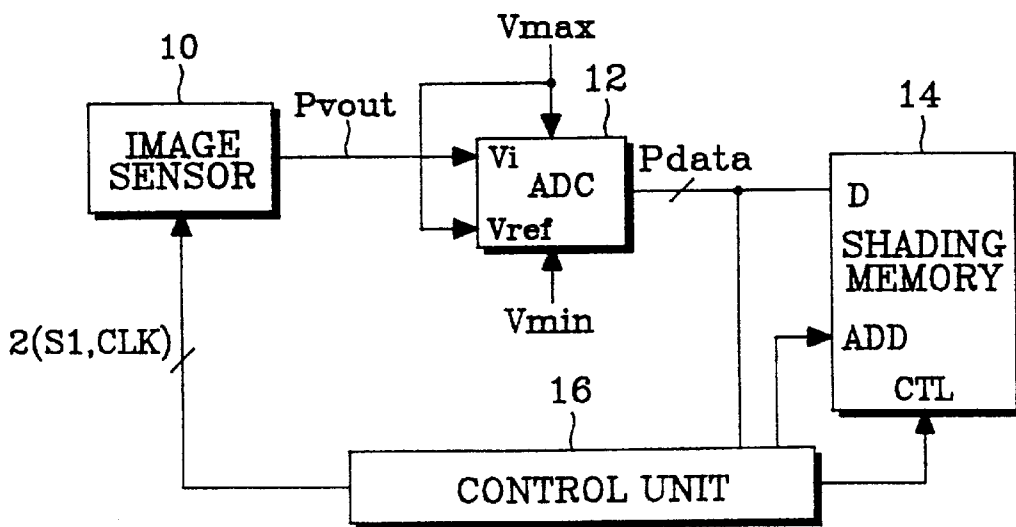 Vmax
10
12
14
Pvout
IMAGE
SENSOR
Vi
ADC
Vref
Pdata
D
SHADING
MEMORY
Vmin
2(S1,CLK)
ADD
CTL
16
CONTROL UNIT